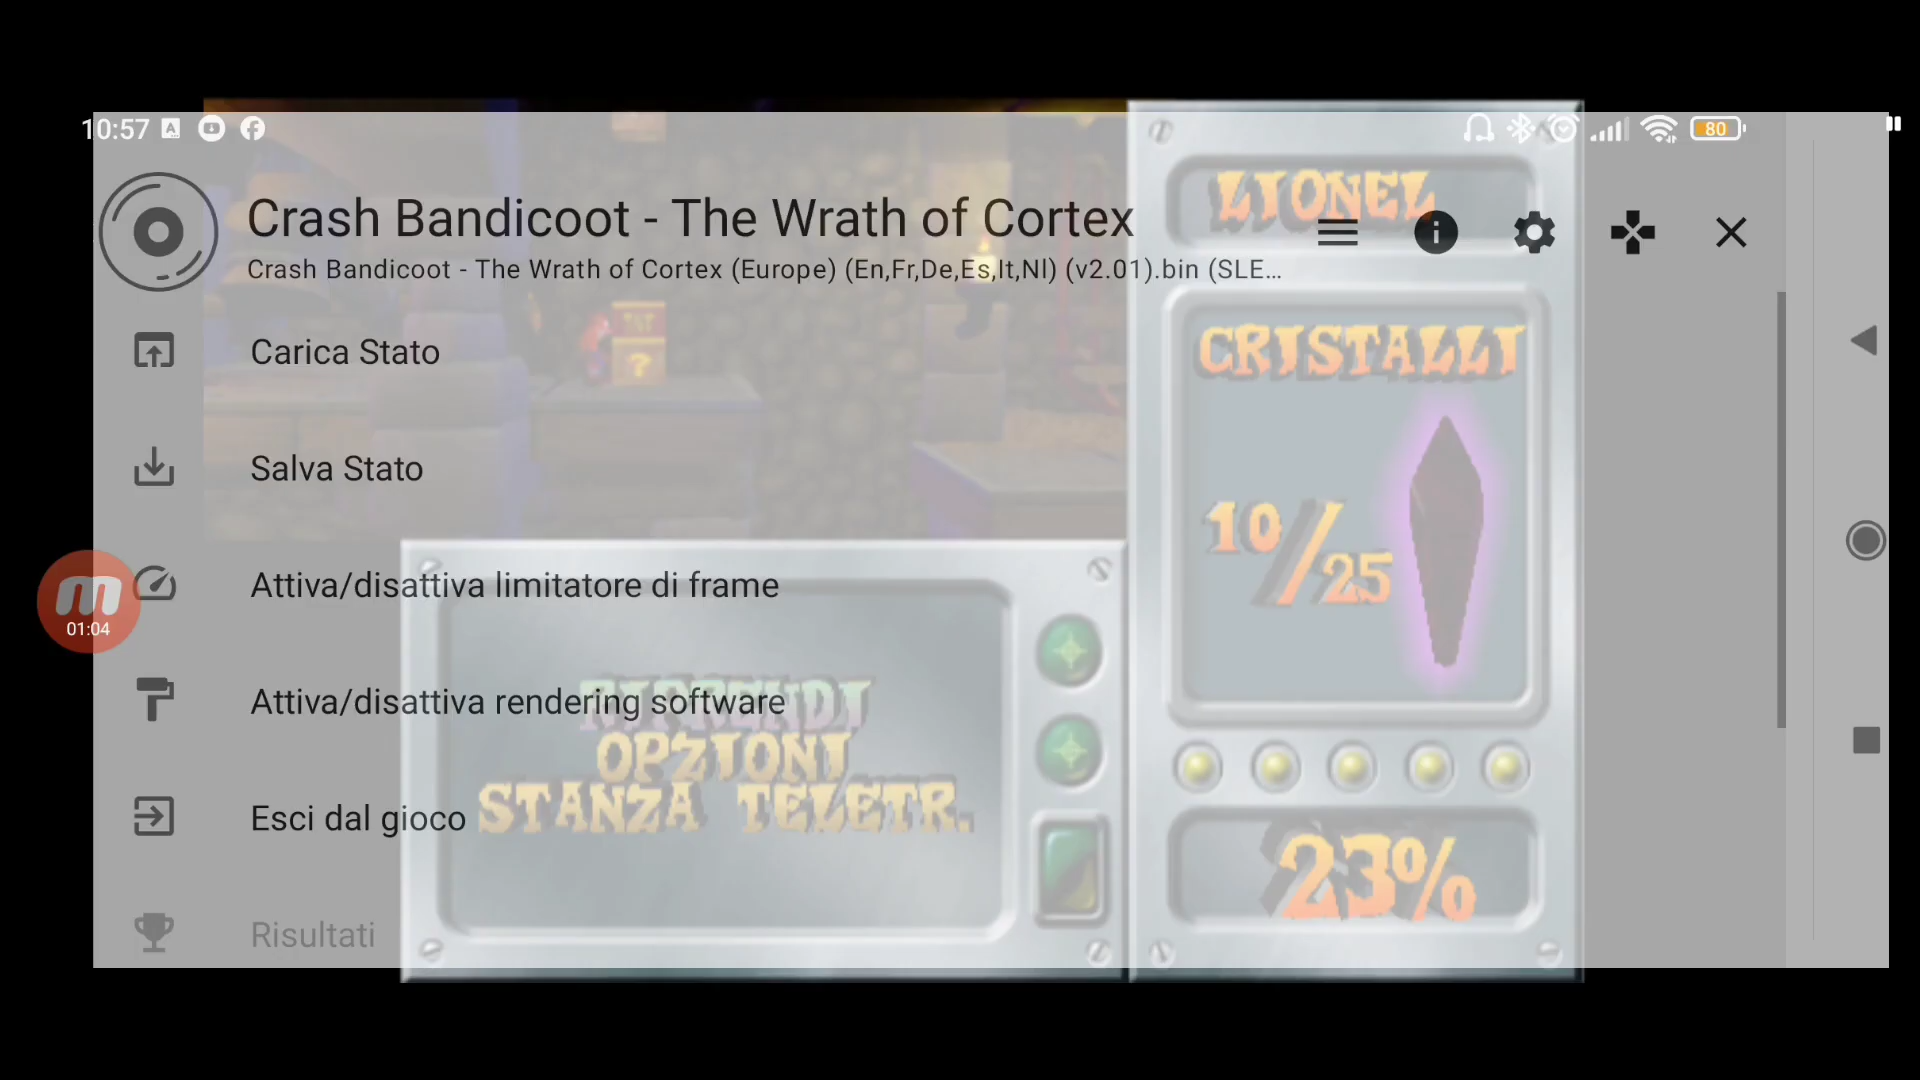 10:57
80
LIONEL
Crash Bandicoot - The Wrath of Cortex
Crash Bandicoot - The Wrath of Cortex (Europe) (En,Fr,De,Es,It,Nl) (v2.01).bin (SLE...
TNT
?
CRISTALLI
Carica Stato
Salva Stato
10/25
Attiva/disattiva limitatore di frame
01:04
RIPRENDI
Attiva/disattiva rendering software
OPZIONI
STANZA TELETR.
Esci dal gioco
23%
Risultati